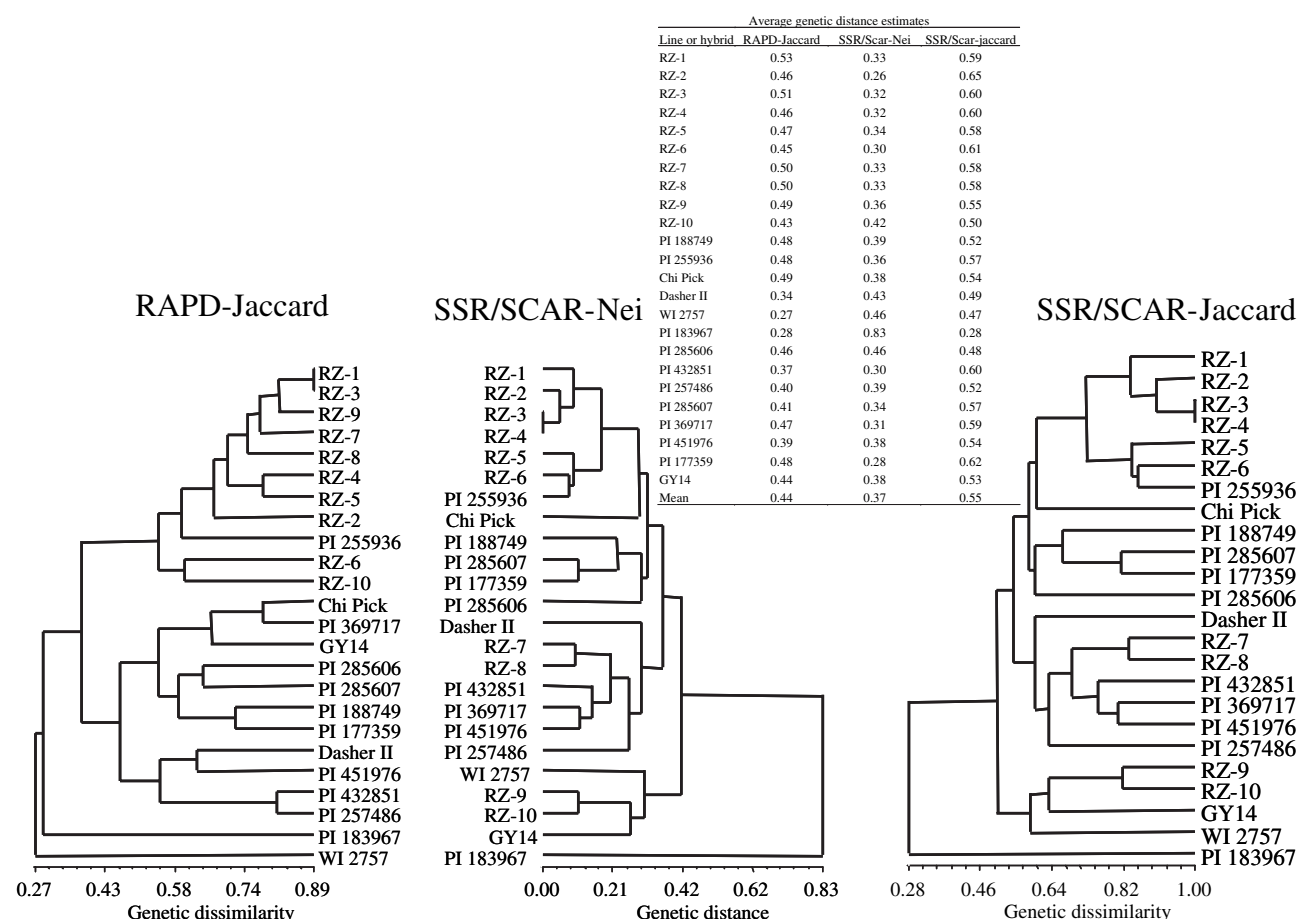 Average genetic distance estimates
Line or hybrid RAPD-Jaccard SSR/Scar-Nei SSR/Scar-jaccard
RZ-1 0.53 0.33 0.59
RZ-2 0.46 0.26 0.65
RZ-3 0.51 0.32 0.60
RZ-4 0.46 0.32 0.60
RZ-5 0.47 0.34 0.58
RZ-6 0.45 0.30 0.61
RZ-7 0.50 0.33 0.58
RZ-8 0.50 0.33 0.58
RZ-9 0.49 0.36 0.55
RZ-10 0.43 0.42 0.50
PI 188749 0.48 0.39 0.52
PI 255936 0.48 0.36 0.57
Chi Pick 0.49 0.38 0.54
Dasher II 0.34 0.43 0.49
WI 2757 0.27 0.46 0.47
PI 183967 0.28 0.83 0.28
PI 285606 0.46 0.46 0.48
PI 432851 0.37 0.30 0.60
PI 257486 0.40 0.39 0.52
PI 285607 0.41 0.34 0.57
PI 369717 0.47 0.31 0.59
PI 451976 0.39 0.38 0.54
PI 177359 0.48 0.28 0.62
GY14 0.44 0.38 0.53
Mean 0.44 0.37 0.55
RAPD-Jaccard
RZ-1
RZ-3
RZ-9
RZ-7
RZ-8
RZ-4
RZ-5
RZ-2
PI 255936
RZ-6
RZ-10
Chi Pick
PI 369717
GY14
PI 285606
PI 285607
PI 188749
PI 177359
Dasher II
PI 451976
PI 432851
PI 257486
PI 183967
WI 2757
0.27 0.43 0.58 0.74 0.89
Genetic dissimilarity
SSR/SCAR-Nei
RZ-1
RZ-2
RZ-3
RZ-4
RZ-5
RZ-6
PI 255936
Chi Pick
PI 188749
PI 285607
PI 177359
PI 285606
Dasher II
RZ-7
RZ-8
PI 432851
PI 369717
PI 451976
PI 257486
WI 2757
RZ-9
RZ-10
GY14
PI 183967
0.00 0.21 0.42 0.62 0.83
Genetic distance
SSR/SCAR-Jaccard
RZ-1
RZ-2
RZ-3
RZ-4
RZ-5
RZ-6
PI 255936
Chi Pick
PI 188749
PI 285607
PI 177359
PI 285606
Dasher II
RZ-7
RZ-8
PI 432851
PI 369717
PI 451976
PI 257486
RZ-9
RZ-10
GY14
WI 2757
PI 183967
0.28 0.46 0.64 0.82 1.00
Genetic dissimilarity